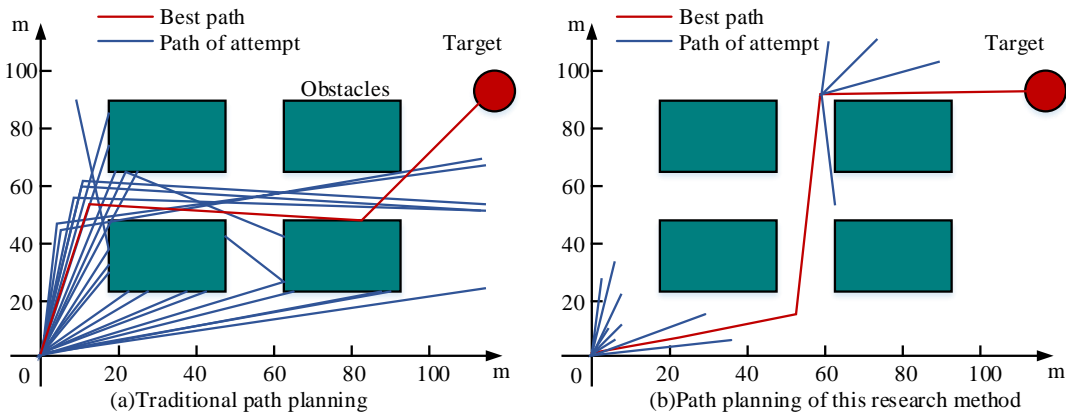 m
Best path
Path of attempt
Target
100
Obstacles
80
60
40
20
0
20
40
60
80
100
m
(a)Traditional path planning
m
Best path
Path of attempt
Target
100
80
60
40
20
0
20
40
60
80
100
m
(b)Path planning of this research method